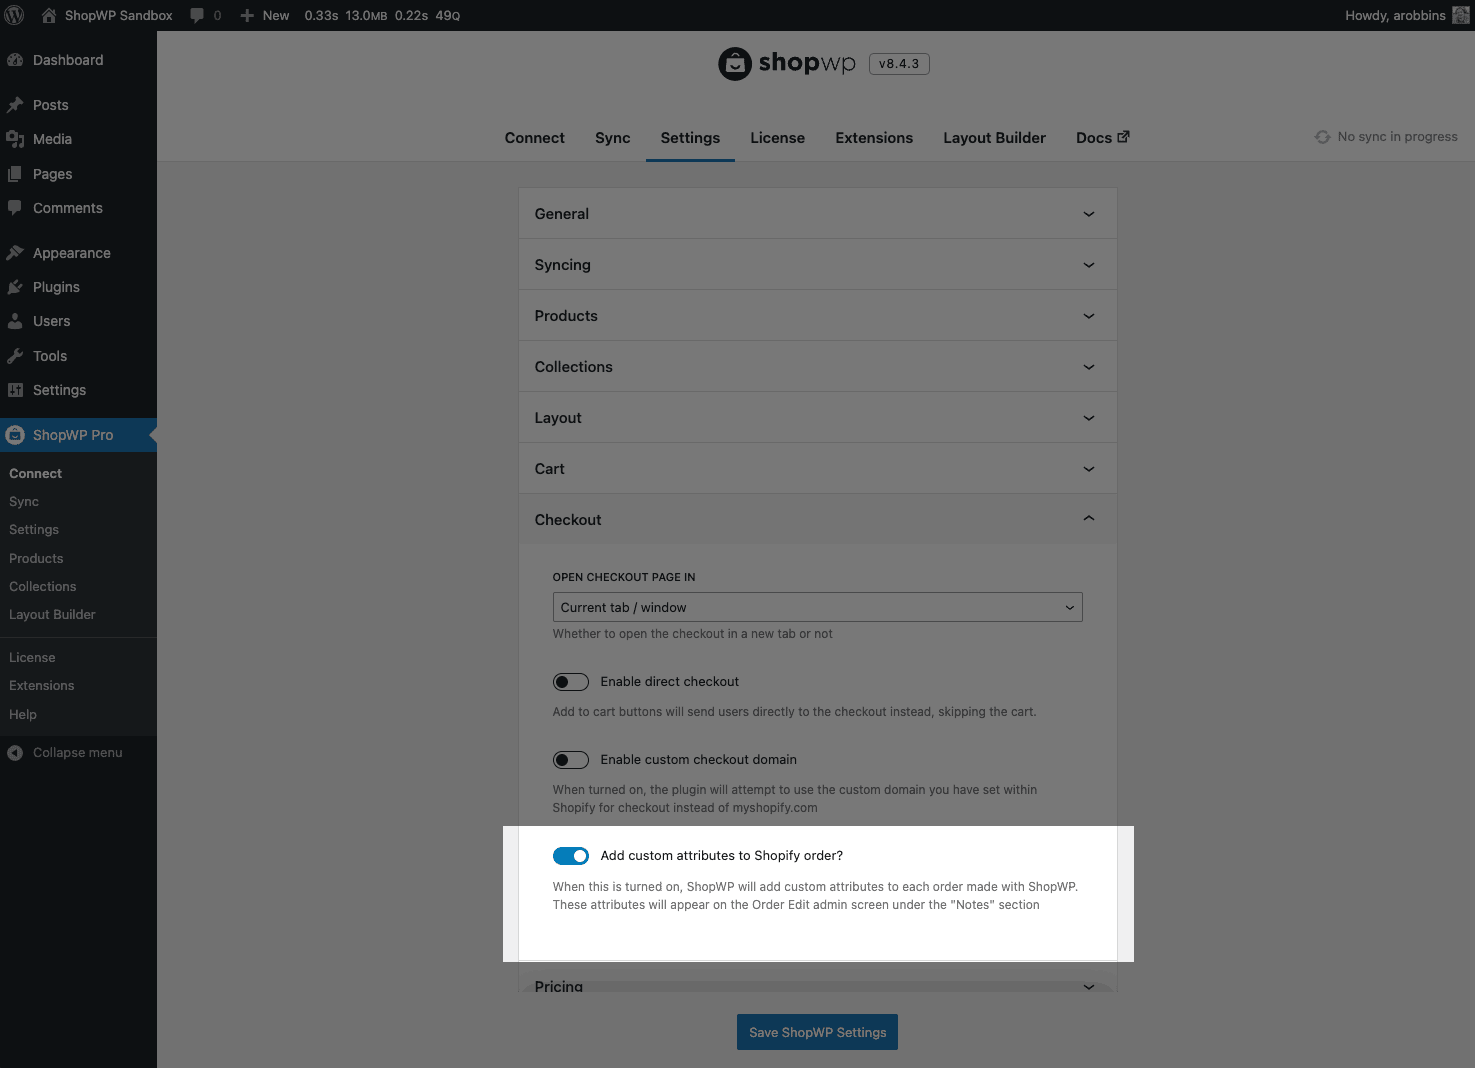 ShopWP Sandbox 0 New 0.33s 13.0MB 0.22s 49Q Howdy, arobbins
Dashboard
Posts
Media
Pages
Comments
Appearance
Plugins
Users
Tools
Settings
ShopWP Pro
Connect
Sync
Settings
Products
Collections
Layout Builder
License
Extensions
Help
Collapse menu
shopwp v8.4.3
Connect Sync Settings License Extensions Layout Builder Docs No sync in progress
General
Syncing
Products
Collections
Layout
Cart
Checkout
OPEN CHECKOUT PAGE IN
Current tab / window
Whether to open the checkout in a new tab or not
Enable direct checkout
Add to cart buttons will send users directly to the checkout instead, skipping the cart.
Enable custom checkout domain
When turned on, the plugin will attempt to use the custom domain you have set within
Shopify for checkout instead of myshopify.com
Add custom attributes to Shopify order?
When this is turned on, ShopWP will add custom attributes to each order made with ShopWP.
These attributes will appear on the Order Edit admin screen under the "Notes" section
Pricing
Save ShopWP Settings